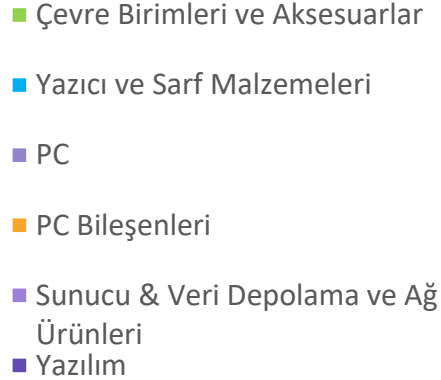 Çevre Birimleri ve Aksesuarlar
Yazıcı ve Sarf Malzemeleri
PC
PC Bileşenleri
Sunucu & Veri Depolama ve Ağ
Ürünleri
Yazılım